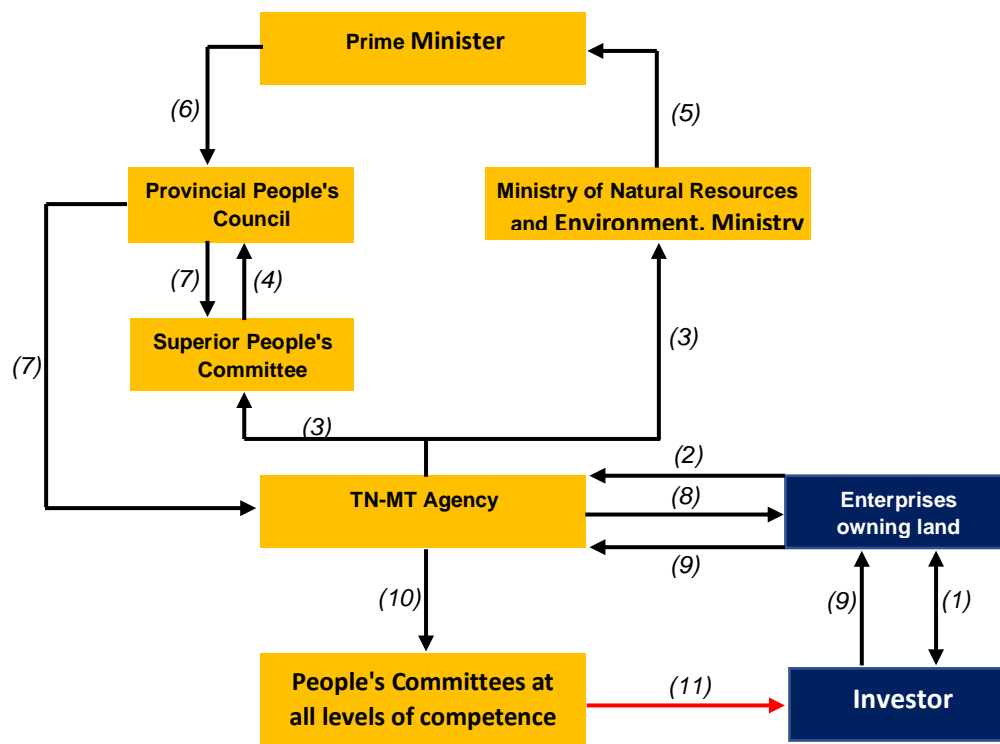 Prime Minister
(6)
(5)
Provincial People's
Council
Ministry of Natural Resources
and Environment, Ministry
(7)
(4)
Superior People's
Committee
(7)
(3)
(3)
(2)
TN-MT Agency
(8)
Enterprises
owning land
(9)
(10)
(9)
(1)
People's Committees at
all levels of competence
(11)
Investor